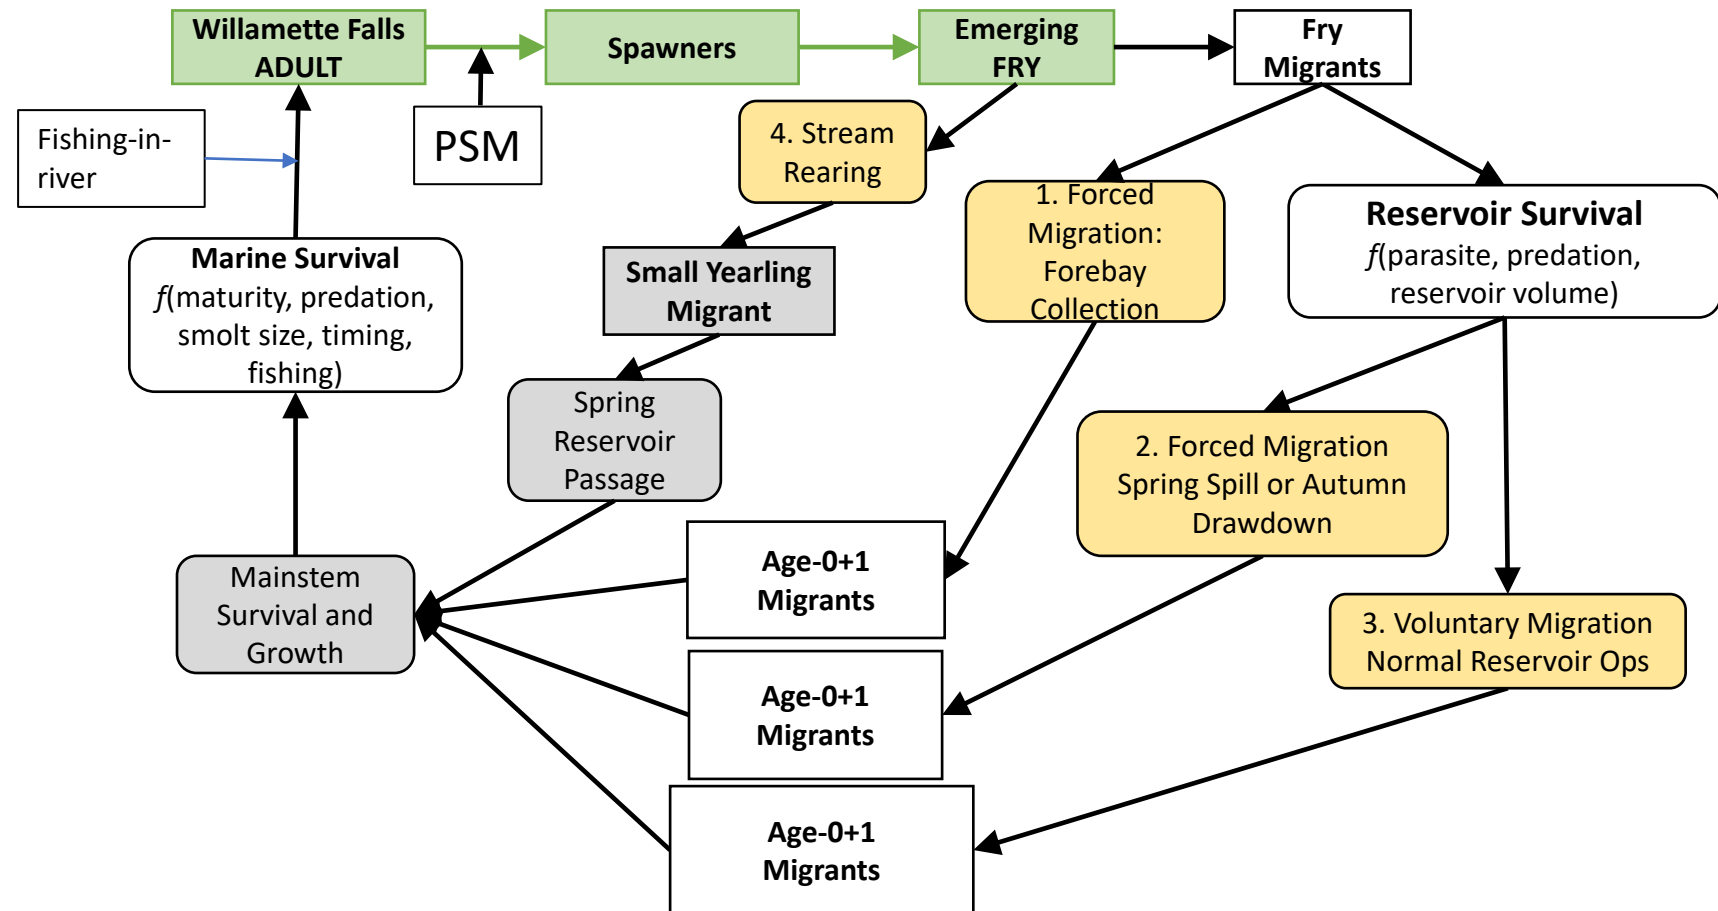 Willamette Falls
ADULT
Spawners
Emerging
FRY
Fry
Migrants
Fishing-in-
river
PSM
4. Stream
Rearing
1. Forced
Migration:
Forebay
Collection
Reservoir Survival
f(parasite, predation,
reservoir volume)
Marine Survival
f(maturity, predation,
smolt size, timing,
fishing)
Small Yearling
Migrant
Spring
Reservoir
Passage
2. Forced Migration
Spring Spill or Autumn
Drawdown
Mainstem
Survival and
Growth
Age-0+1
Migrants
3. Voluntary Migration
Normal Reservoir Ops
Age-0+1
Migrants
Age-0+1
Migrants